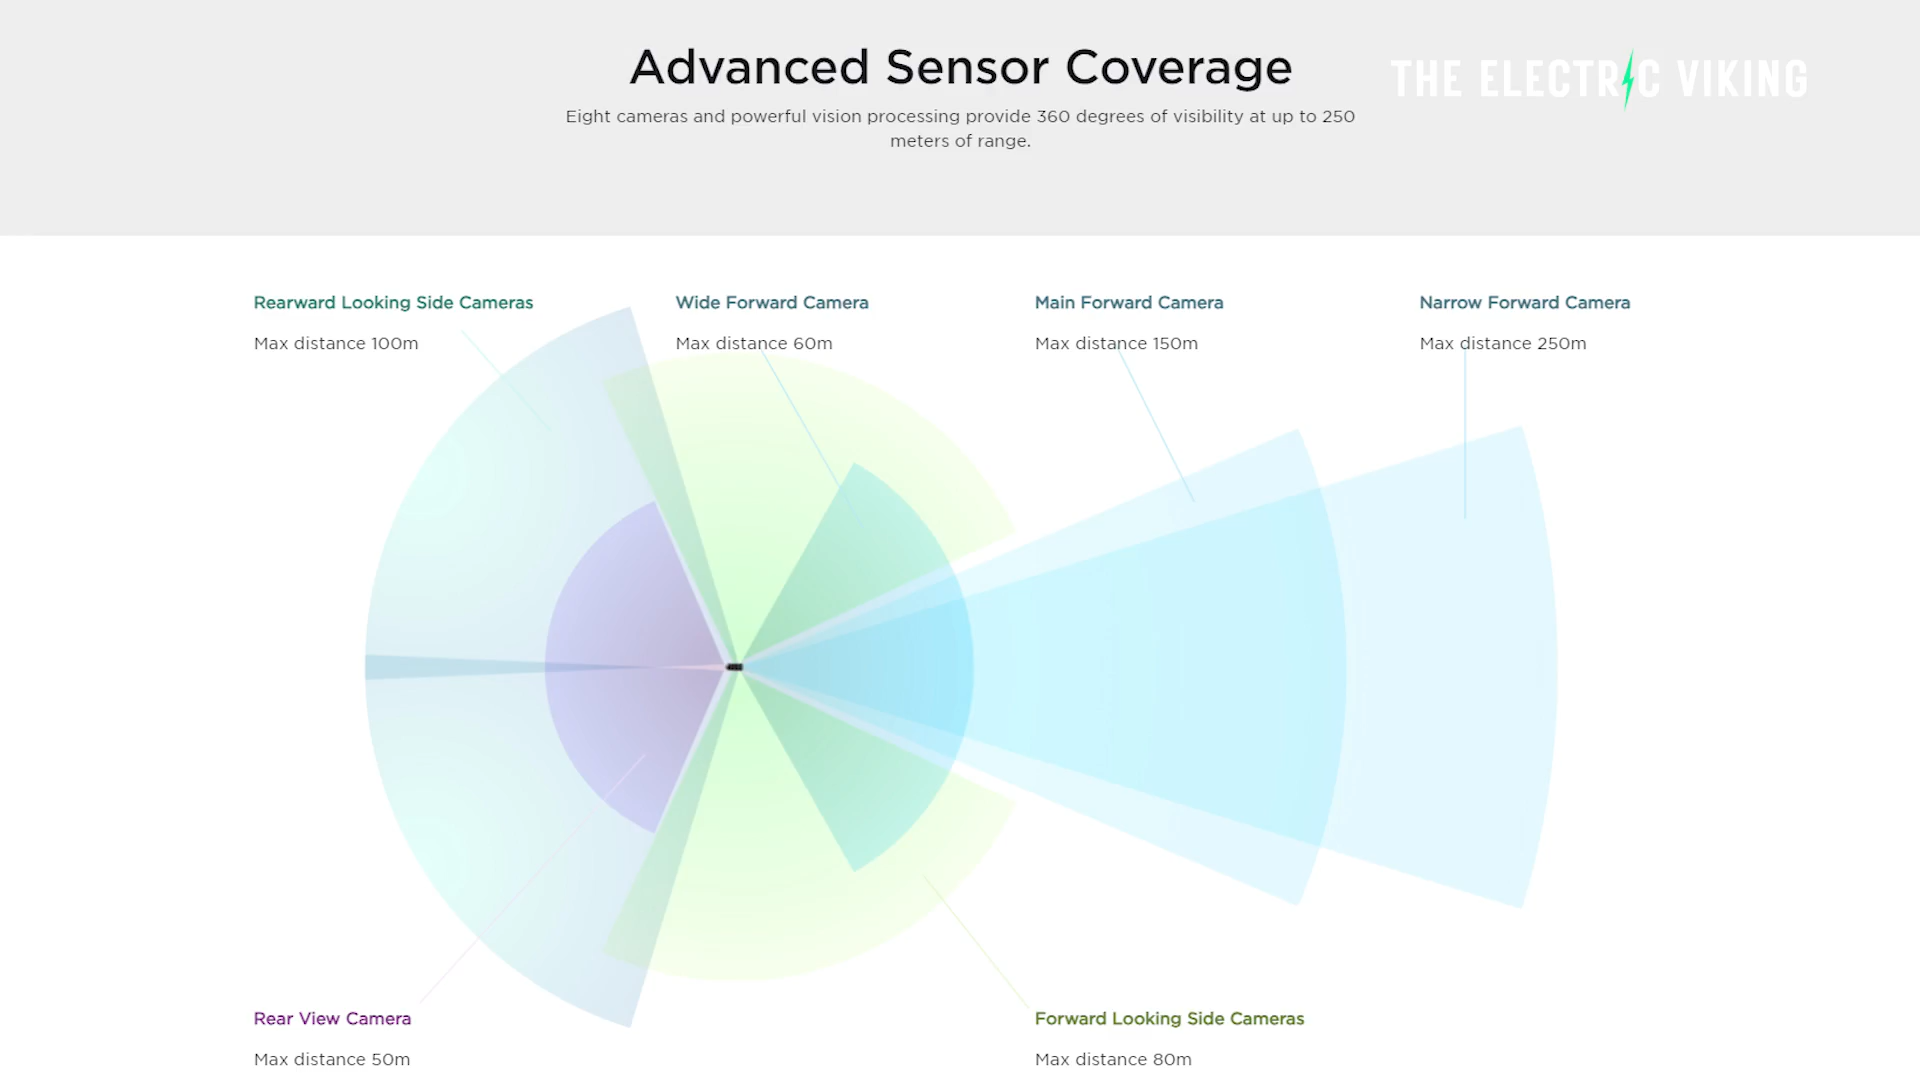 Advanced Sensor Coverage
THE ELECTRIC VIKING
Eight cameras and powerful vision processing provide 360 degrees of visibility at up to 250
meters of range.
Rearward Looking Side Cameras
Max distance 100m
Wide Forward Camera
Max distance 60m
Main Forward Camera
Max distance 150m
Narrow Forward Camera
Max distance 250m
Rear View Camera
Max distance 50m
Forward Looking Side Cameras
Max distance 80m